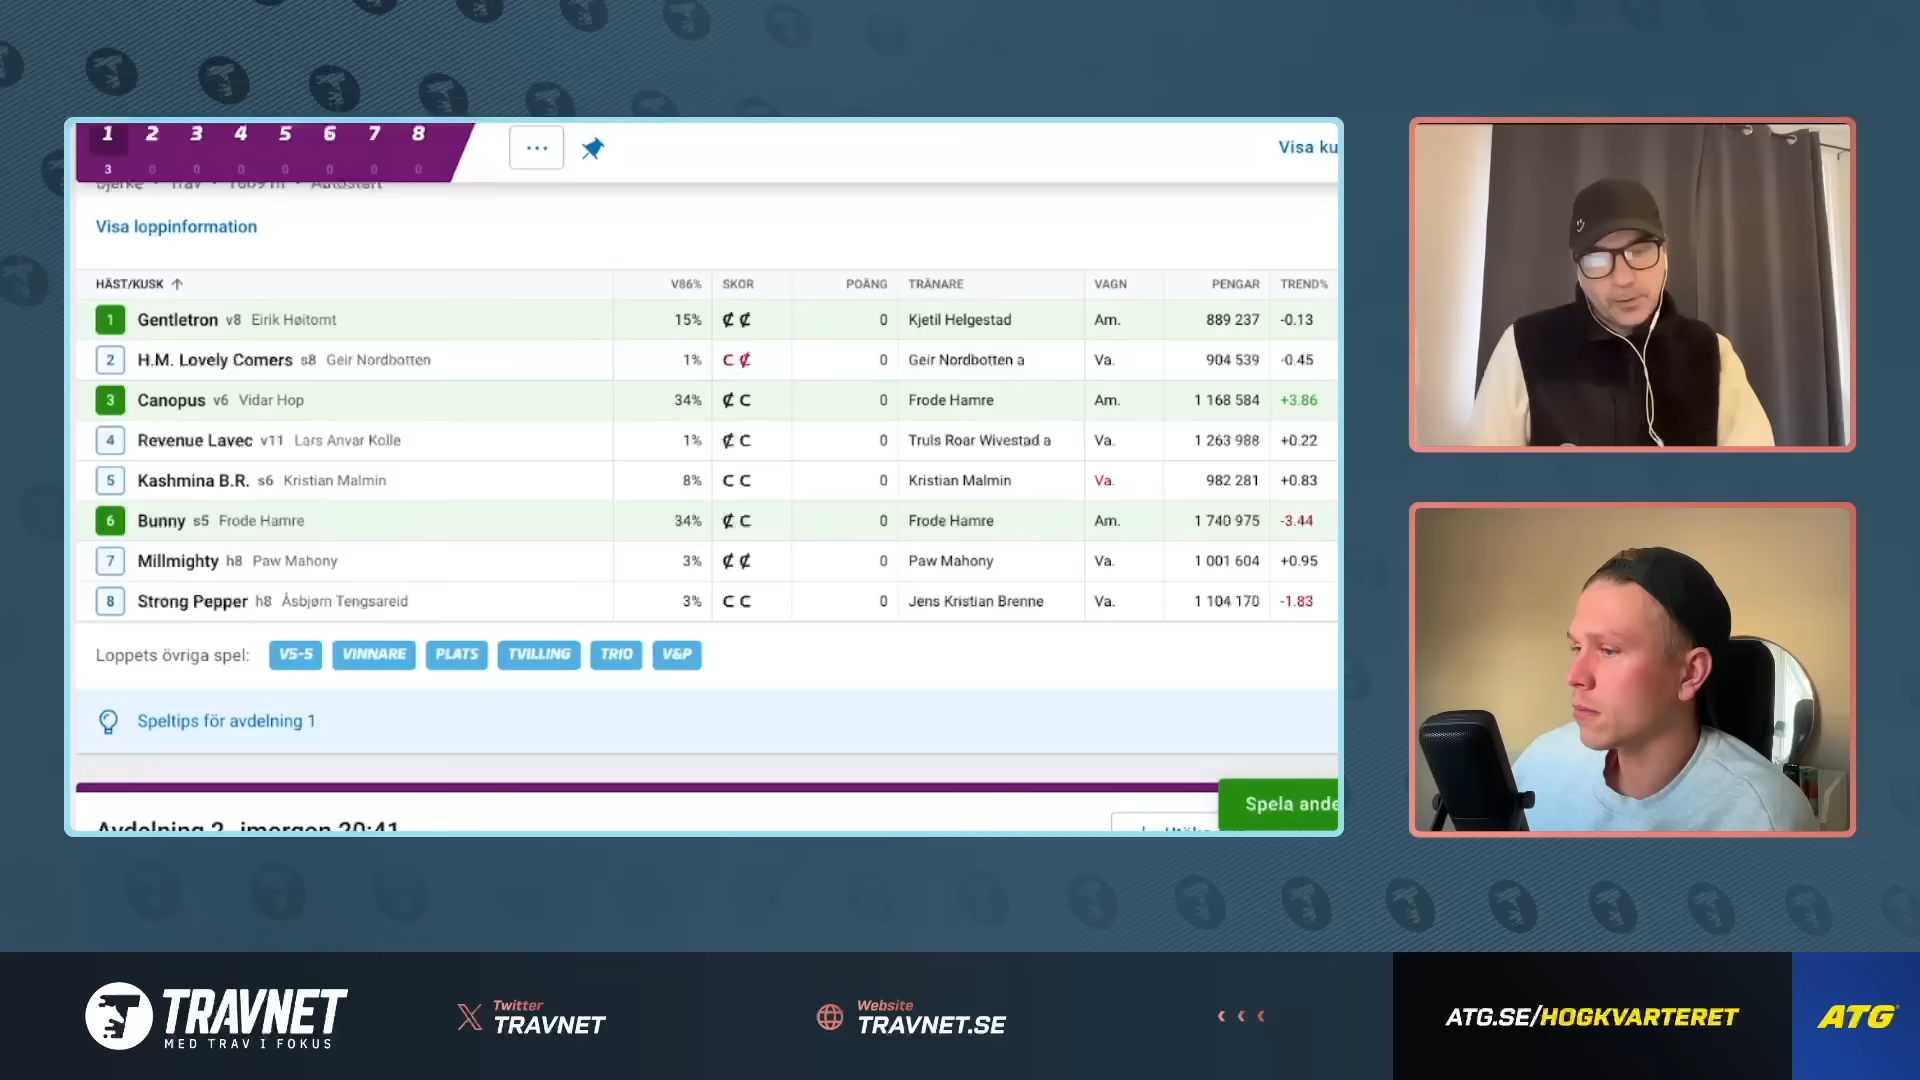 1 2 3 4 5 6 7 8
3 0 0 0 0 0 0 0
...
Visa ku
Bjerke · Trav · 1609 m · Autostart
Visa loppinformation
HÄST/KUSK ↑ V86% SKOR POÄNG TRÄNARE VAGN PENGAR TREND%
1 Gentletron v8 Eirik Høitomt 15% ₵ ₵ 0 Kjetil Helgestad Am. 889 237 -0.13
2 H.M. Lovely Comers s8 Geir Nordbotten 1% C ₵ 0 Geir Nordbotten a Va. 904 539 -0.45
3 Canopus v6 Vidar Hop 34% ₵ C 0 Frode Hamre Am. 1 168 584 +3.86
4 Revenue Lavec v11 Lars Anvar Kolle 1% ₵ C 0 Truls Roar Wivestad a Va. 1 263 988 +0.22
5 Kashmina B.R. s6 Kristian Malmin 8% C C 0 Kristian Malmin Va. 982 281 +0.83
6 Bunny s5 Frode Hamre 34% ₵ C 0 Frode Hamre Am. 1 740 975 -3.44
7 Millmighty h8 Paw Mahony 3% ₵ ₵ 0 Paw Mahony Va. 1 001 604 +0.95
8 Strong Pepper h8 Åsbjørn Tengsareid 3% C C 0 Jens Kristian Brenne Va. 1 104 170 -1.83
Loppets övriga spel: V5-5 VINNARE PLATS TVILLING TRIO V&P
Speltips för avdelning 1
Spela ande
Avdelning 2, imorgon 20:41
TRAVNET
MED TRAV I FOKUS
Twitter
TRAVNET
Website
TRAVNET.SE
ATG.SE/HOGKVARTERET
ATG